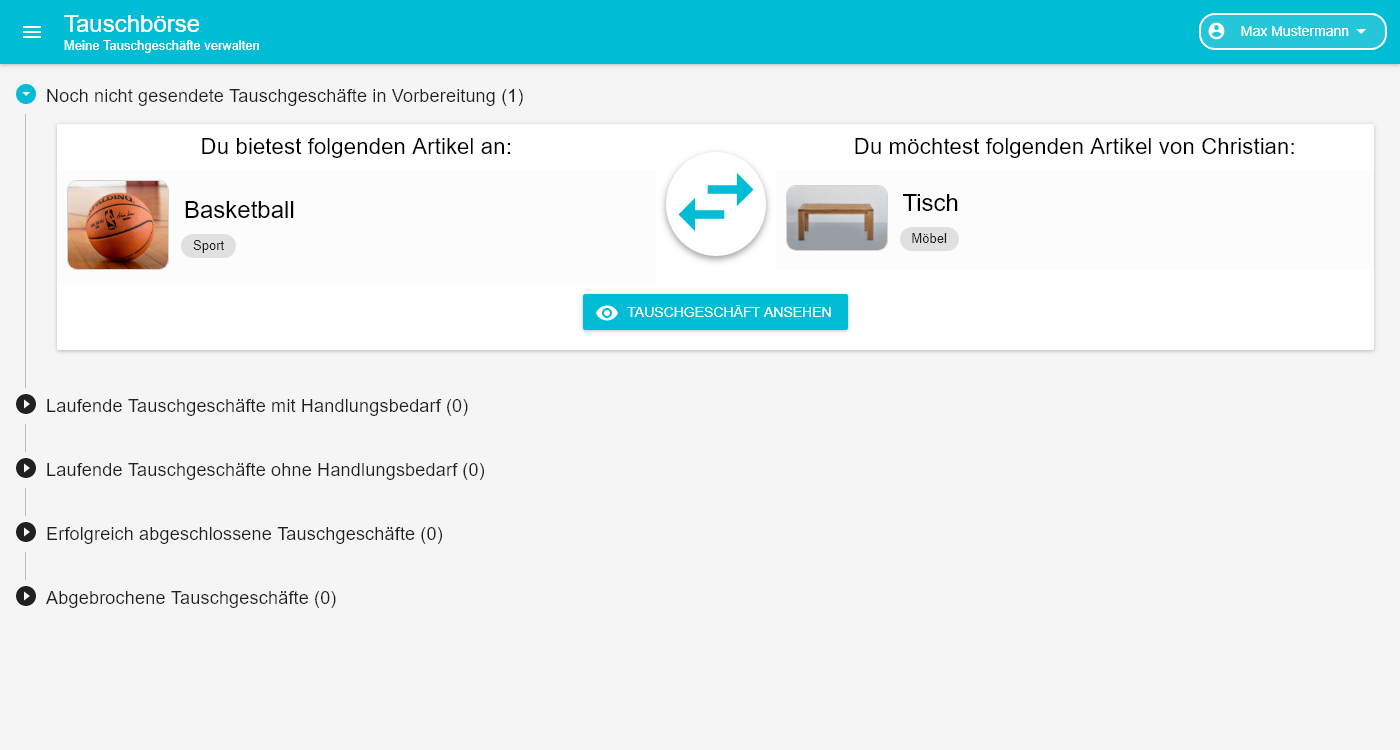 Tauschbörse
Meine Tauschgeschäfte verwalten
Max Mustermann
Noch nicht gesendete Tauschgeschäfte in Vorbereitung (1)
Du bietest folgenden Artikel an:
Du möchtest folgenden Artikel von Christian:
SPALDING
Basketball
Sport
Tisch
Möbel
TAUSCHGESCHÄFT ANSEHEN
Laufende Tauschgeschäfte mit Handlungsbedarf (0)
Laufende Tauschgeschäfte ohne Handlungsbedarf (0)
Erfolgreich abgeschlossene Tauschgeschäfte (0)
Abgebrochene Tauschgeschäfte (0)